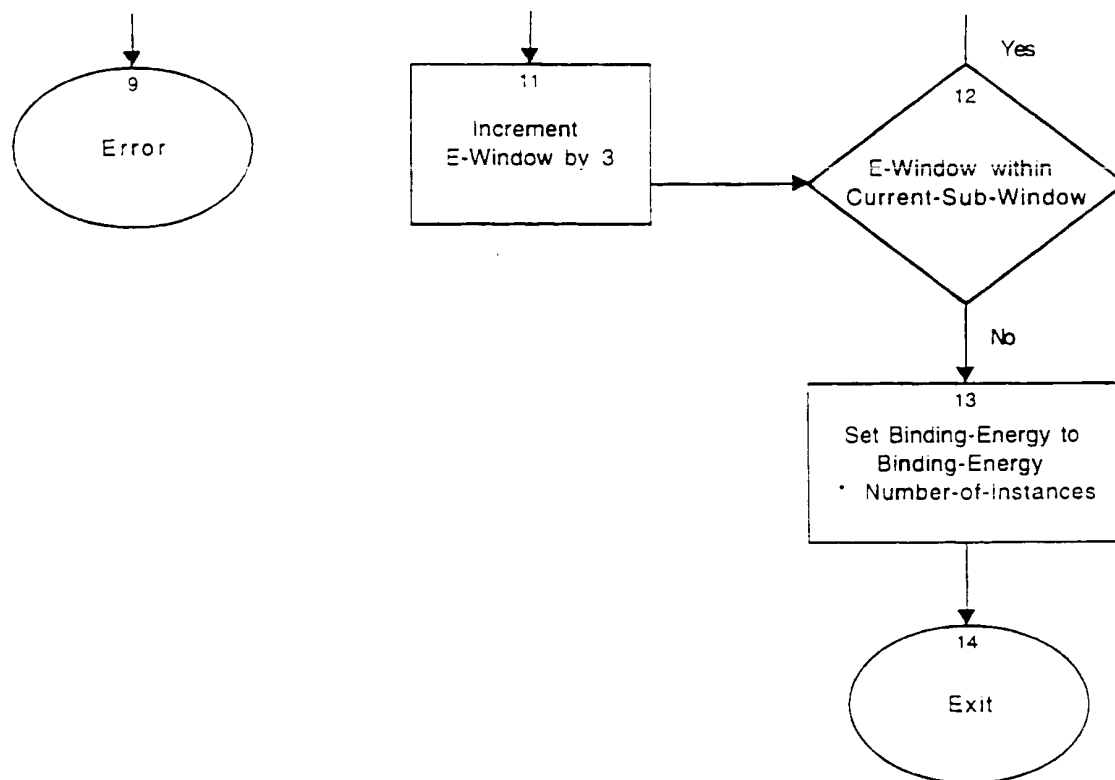 9
Error
11
Increment
E-Window by 3
Yes
12
E-Window within
Current-Sub-Window
No
13
Set Binding-Energy to
Binding-Energy
* Number-of-Instances
14
Exit